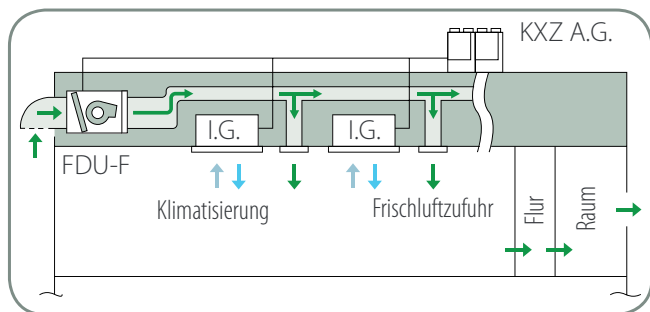 KXZ A.G.
I.G.
I.G.
FDU-F
Klimatisierung
Frischluftzufuhr
Flur
Raum